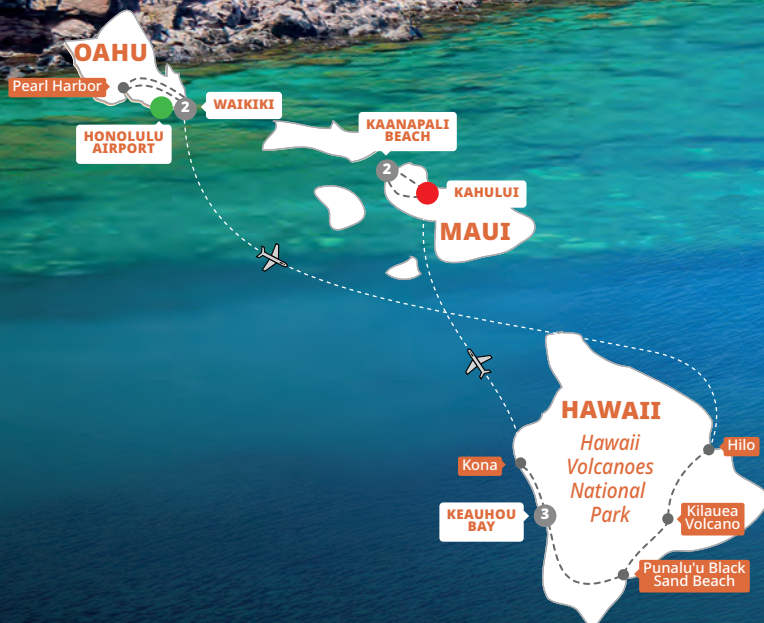 OAHU
Pearl Harbor
2
WAIKIKI
HONOLULU
AIRPORT
KAANAPALI
BEACH
2
KAHULUI
MAUI
HAWAII
Hawaii
Volcanoes
National
Park
Hilo
Kona
KEAUHOU
BAY
3
Kilauea
Volcano
Punalu'u Black
Sand Beach